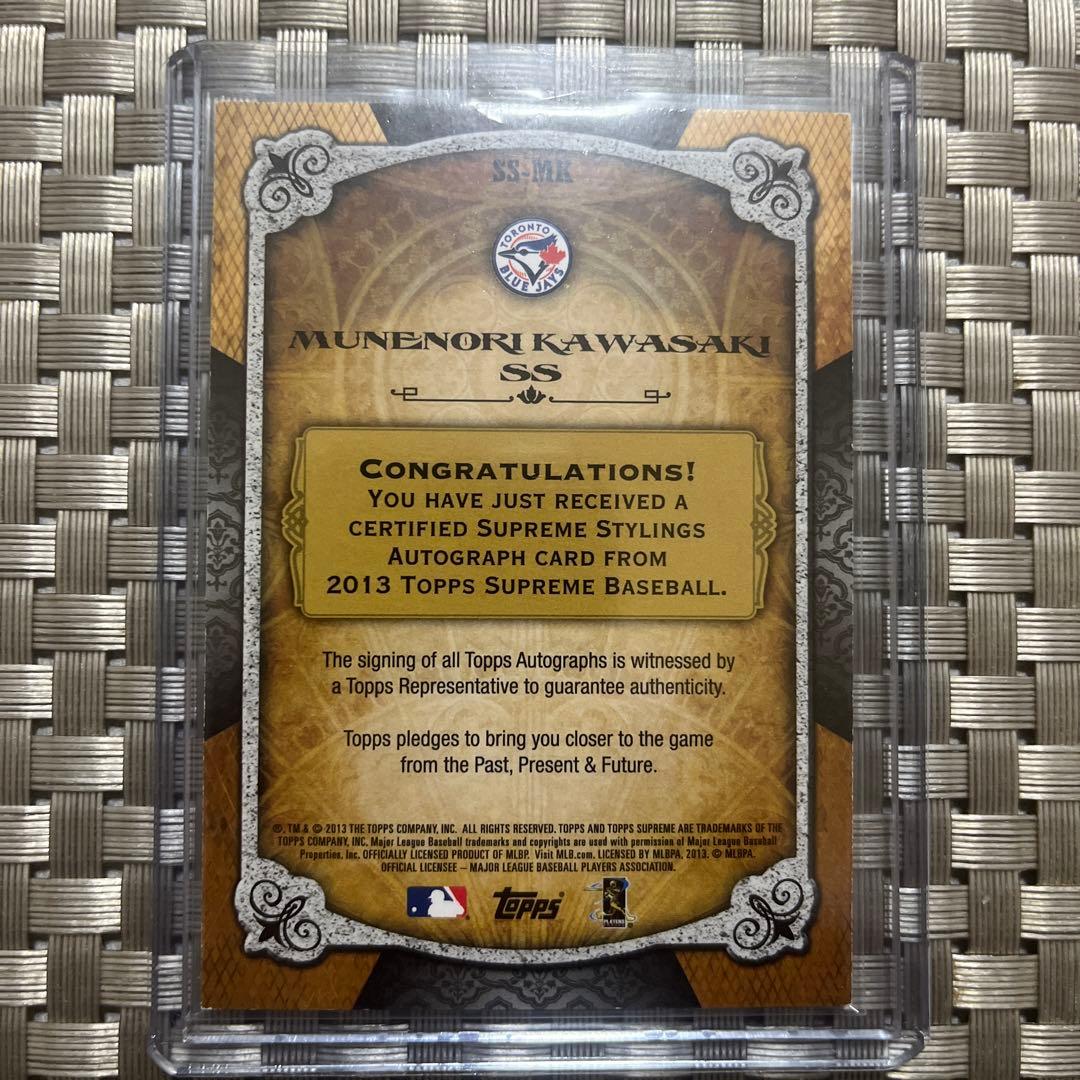 SS-MK
TORONTO
BLUE JAYS
MUNENORI KAWASAKI
SS
CONGRATULATIONS!
YOU HAVE JUST RECEIVED A
CERTIFIED SUPREME STYLINGS
AUTOGRAPH CARD FROM
2013 TOPPS SUPREME BASEBALL.
The signing of all Topps Autographs is witnessed by
a Topps Representative to guarantee authenticity.
Topps pledges to bring you closer to the game
from the Past, Present & Future.
®, TM & © 2013 THE TOPPS COMPANY, INC. ALL RIGHTS RESERVED. TOPPS AND TOPPS SUPREME ARE TRADEMARKS OF THE
TOPPS COMPANY, INC. Major League Baseball trademarks and copyrights are used with permission of Major League Baseball
Properties, Inc. OFFICIALLY LICENSED PRODUCT OF MLBP. Visit MLB.com. LICENSED BY MLBPA, 2013. © MLBPA.
OFFICIAL LICENSEE – MAJOR LEAGUE BASEBALL PLAYERS ASSOCIATION.
Topps
PLAYERS